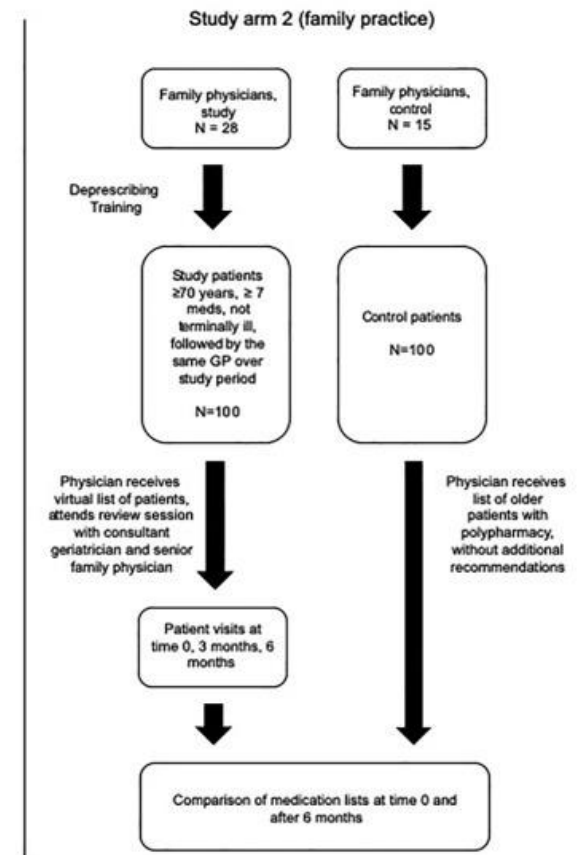 Study arm 2 (family practice)
Family physicians,
study
N = 28
Family physicians,
control
N = 15
Deprescribing
Training
Study patients
≥70 years, ≥ 7
meds, not
terminally ill,
followed by the
same GP over
study period
N=100
Control patients
N=100
Physician receives
virtual list of patients,
attends review session
with consultant
geriatrician and senior
family physician
Physician receives
list of older
patients with
polypharmacy,
without additional
recommendations
Patient visits at
time 0, 3 months, 6
months
Comparison of medication lists at time 0 and
after 6 months